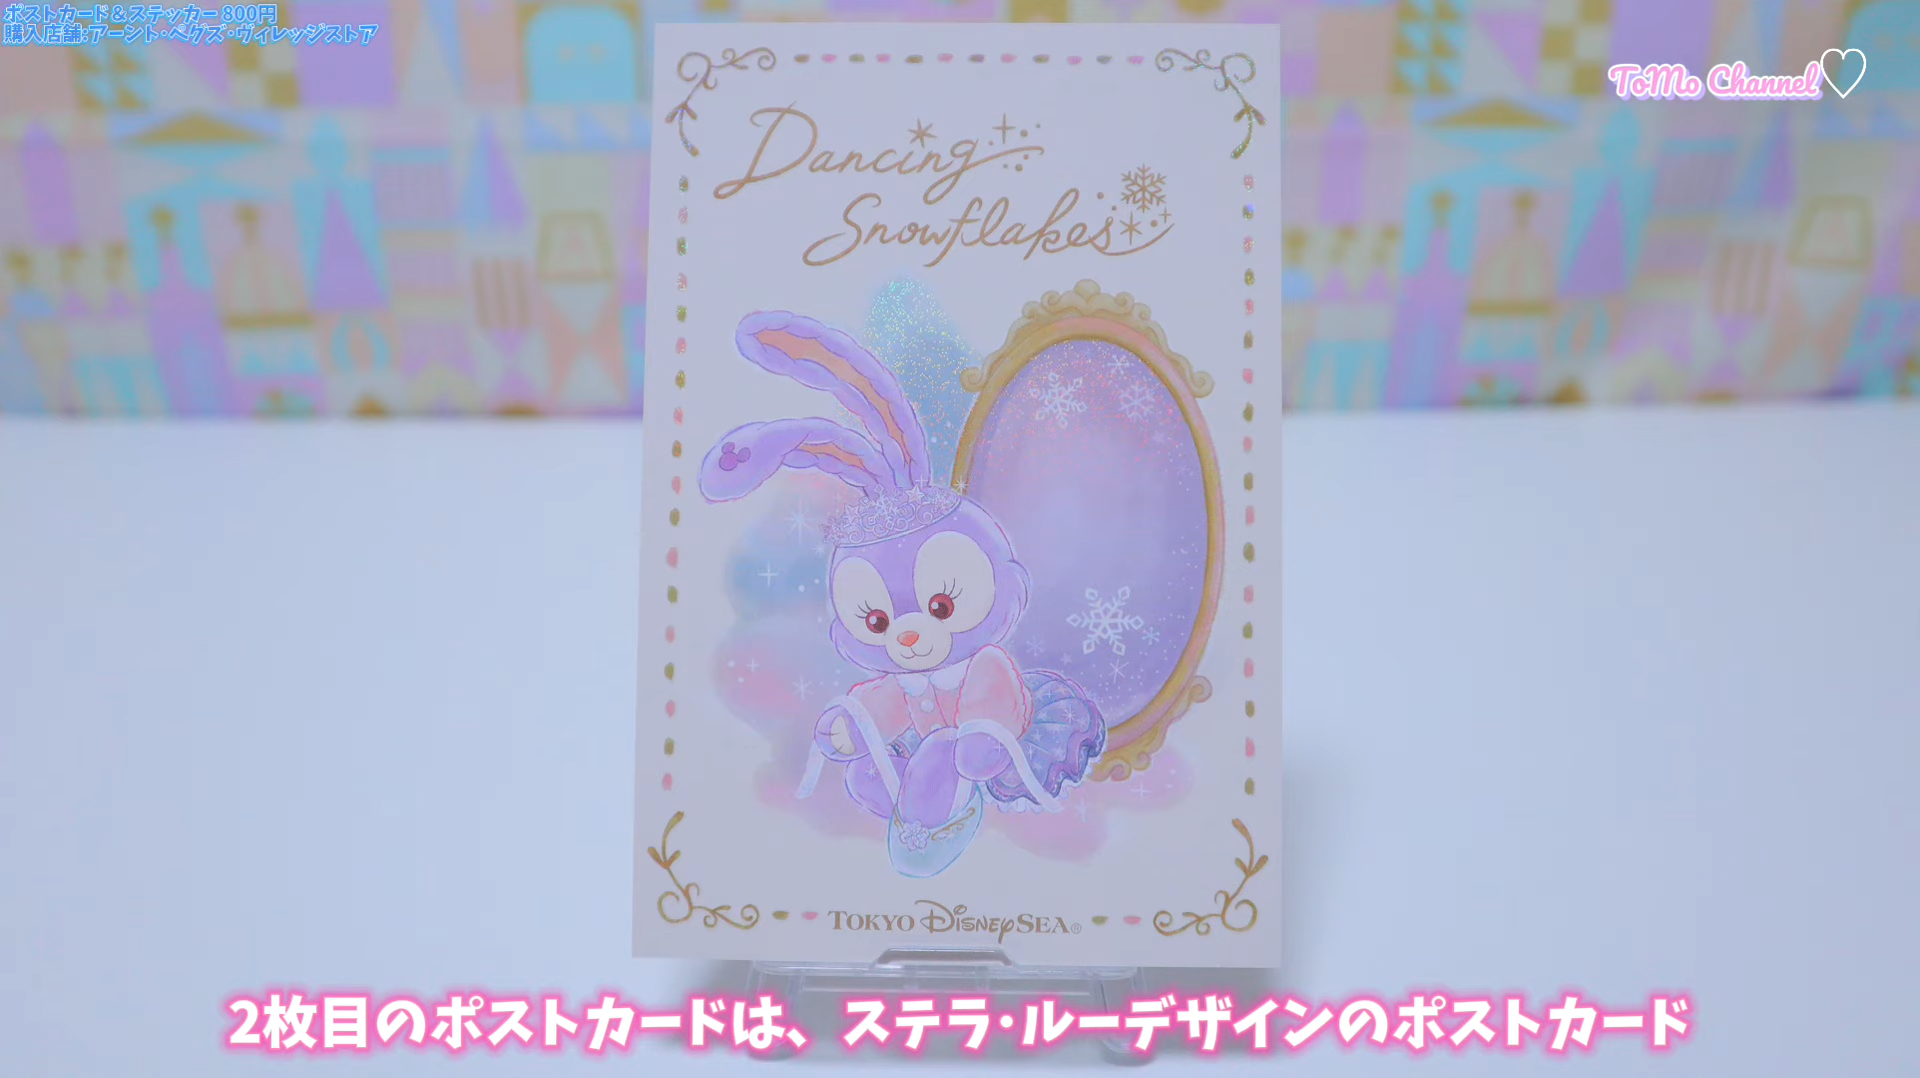 ポストカード＆ステッカー 800円
購入店舗:アーント・ペグズ・ヴィレッジストア
ToMo Channel♡
Dancing
Snowflakes
TOKYO DisneySEA®
2枚目のポストカードは、ステラ・ルーデザインのポストカード